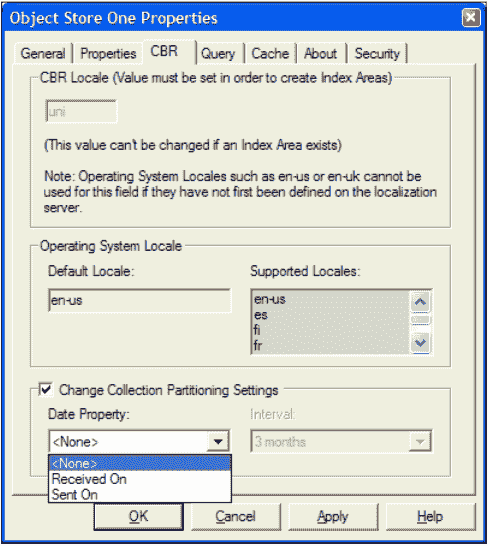 Object Store One Properties
General Properties CBR Query Cache About Security
CBR Locale (Value must be set in order to create Index Areas)
uni
(This value can't be changed if an Index Area exists)
Note: Operating System Locales such as en-us or en-uk cannot be
used for this field if they have not first been defined on the localization
server.
Operating System Locale
Default Locale:
Supported Locales:
en-us
en-us
es
fi
fr
Change Collection Partitioning Settings
Date Property:
Interval:
<None>
3 months
<None>
Received On
Sent On
OK Cancel Apply Help